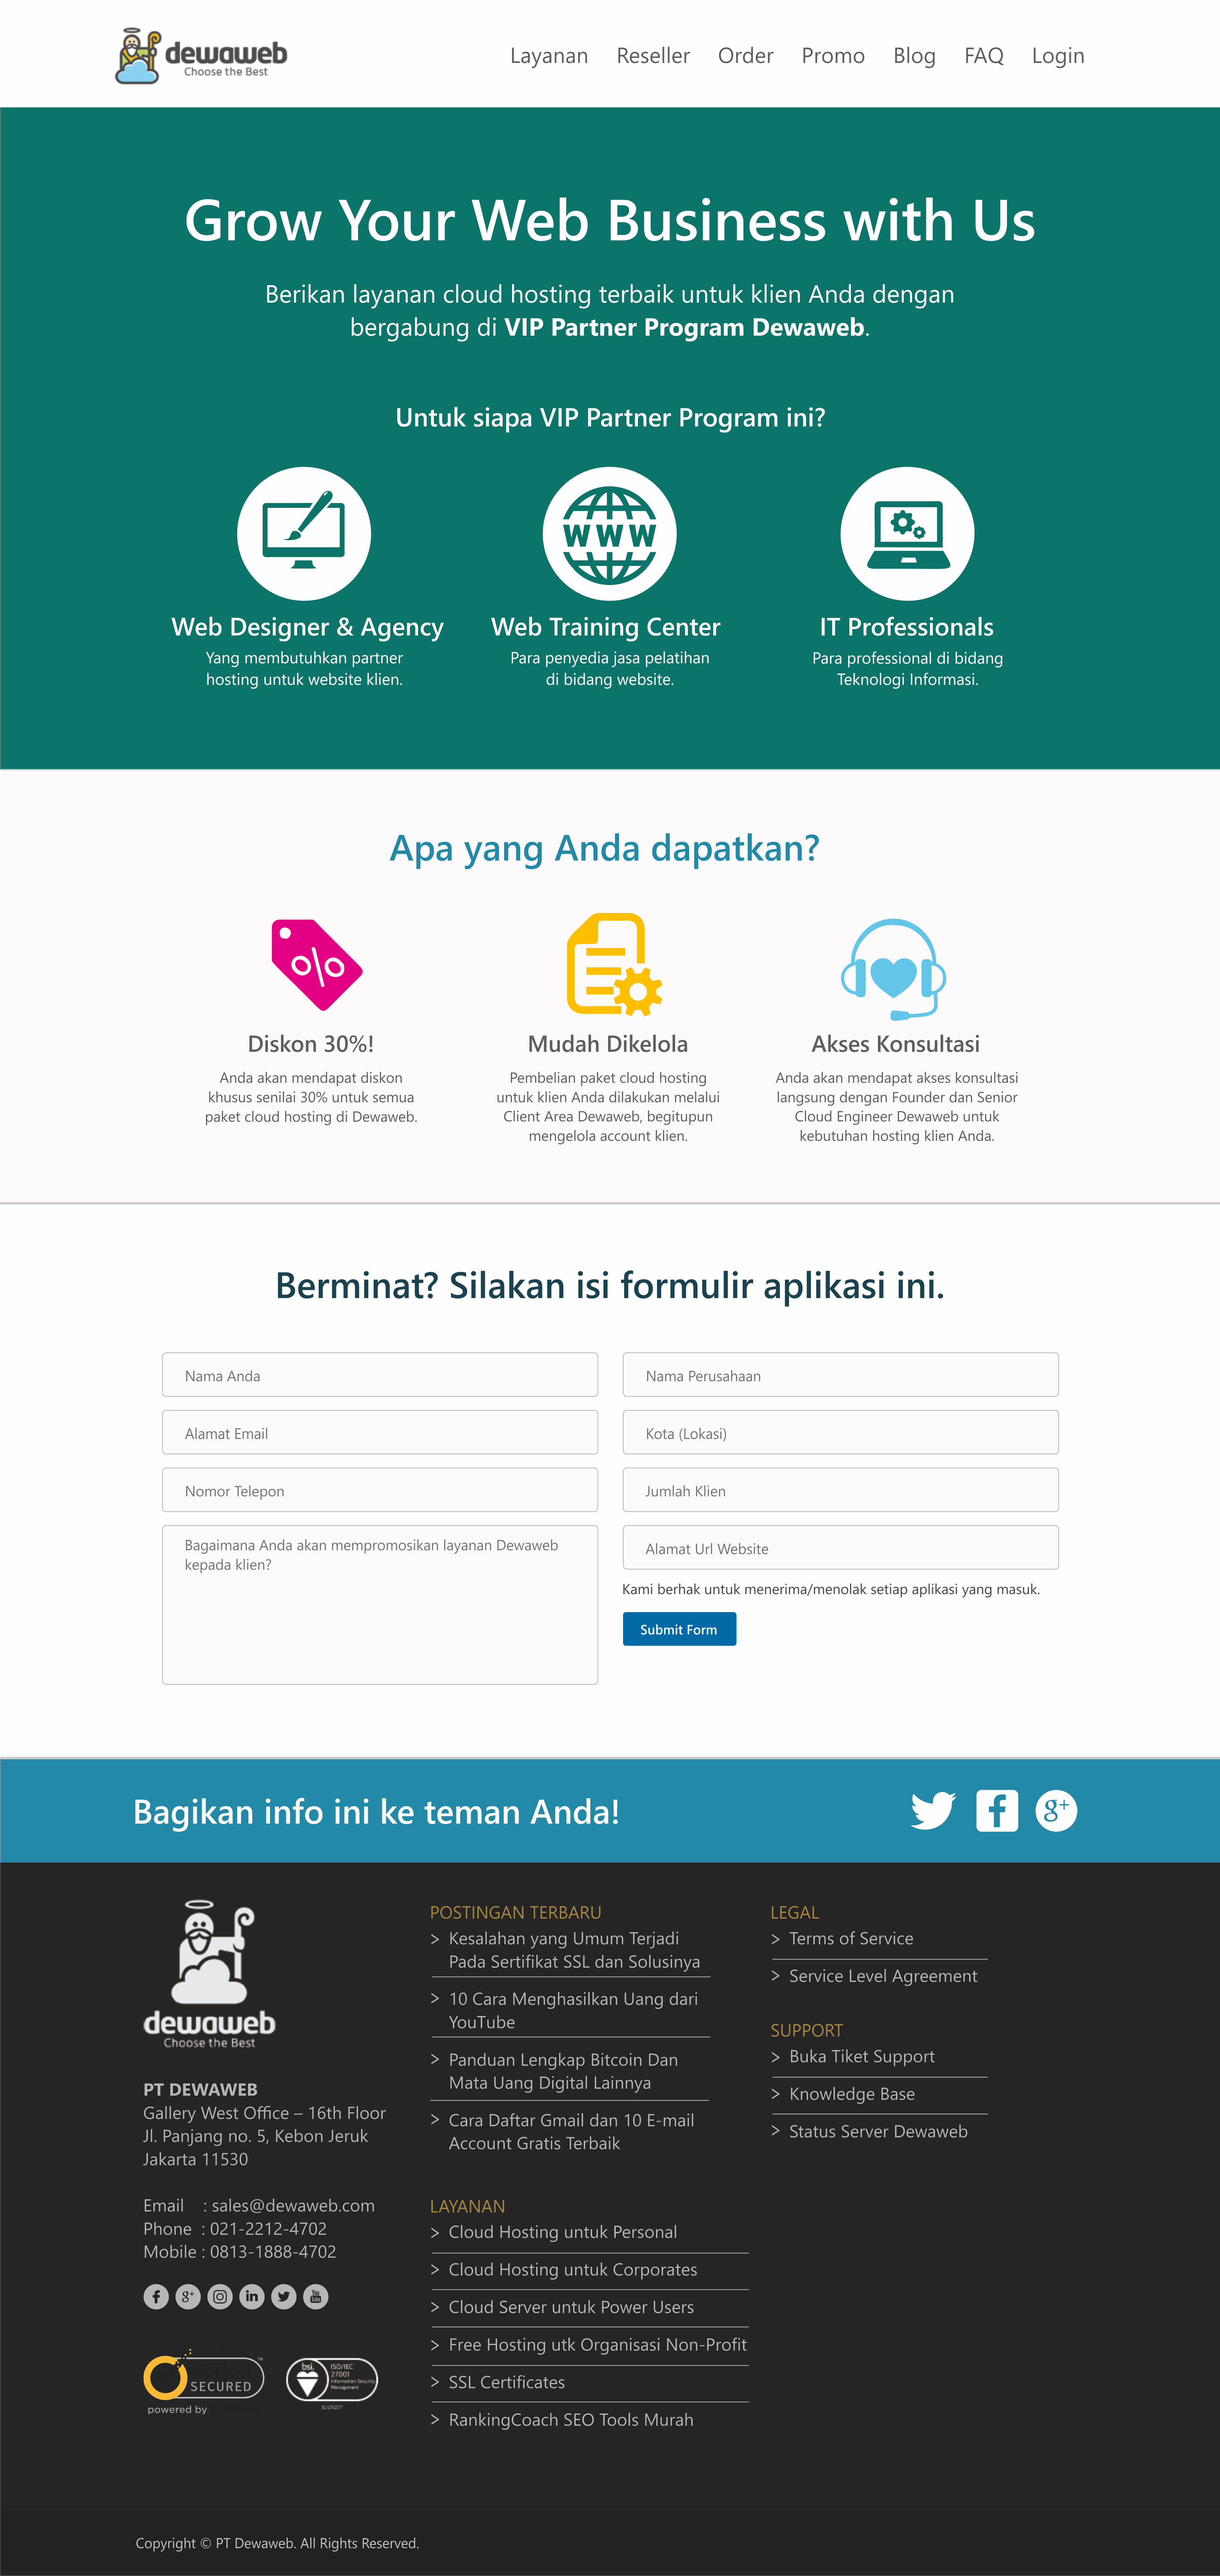 dewaweb
Choose the Best
Layanan Reseller Order Promo Blog FAQ Login
Grow Your Web Business with Us
Berikan layanan cloud hosting terbaik untuk klien Anda dengan
bergabung di VIP Partner Program Dewaweb.
Untuk siapa VIP Partner Program ini?
WWW
Web Designer & Agency
Yang membutuhkan partner
hosting untuk website klien.
Web Training Center
Para penyedia jasa pelatihan
di bidang website.
IT Professionals
Para professional di bidang
Teknologi Informasi.
Apa yang Anda dapatkan?
%
Diskon 30%!
Anda akan mendapat diskon
khusus senilai 30% untuk semua
paket cloud hosting di Dewaweb.
Mudah Dikelola
Pembelian paket cloud hosting
untuk klien Anda dilakukan melalui
Client Area Dewaweb, begitupun
mengelola account klien.
Akses Konsultasi
Anda akan mendapat akses konsultasi
langsung dengan Founder dan Senior
Cloud Engineer Dewaweb untuk
kebutuhan hosting klien Anda.
Berminat? Silakan isi formulir aplikasi ini.
Nama Anda
Alamat Email
Nomor Telepon
Bagaimana Anda akan mempromosikan layanan Dewaweb
kepada klien?
Nama Perusahaan
Kota (Lokasi)
Jumlah Klien
Alamat Url Website
Kami berhak untuk menerima/menolak setiap aplikasi yang masuk.
Submit Form
Bagikan info ini ke teman Anda!
f
g+
dewaweb
Choose the Best
PT DEWAWEB
Gallery West Office – 16th Floor
Jl. Panjang no. 5, Kebon Jeruk
Jakarta 11530
Email : sales@dewaweb.com
Phone : 021-2212-4702
Mobile : 0813-1888-4702
f g+ in You Tube
SECURED
TM
powered by
bsi.
ISO/IEC
27001
Information Security
Management
POSTINGAN TERBARU
> Kesalahan yang Umum Terjadi
Pada Sertifikat SSL dan Solusinya
> 10 Cara Menghasilkan Uang dari
YouTube
> Panduan Lengkap Bitcoin Dan
Mata Uang Digital Lainnya
> Cara Daftar Gmail dan 10 E-mail
Account Gratis Terbaik
LAYANAN
> Cloud Hosting untuk Personal
> Cloud Hosting untuk Corporates
> Cloud Server untuk Power Users
> Free Hosting utk Organisasi Non-Profit
> SSL Certificates
> RankingCoach SEO Tools Murah
LEGAL
> Terms of Service
> Service Level Agreement
SUPPORT
> Buka Tiket Support
> Knowledge Base
> Status Server Dewaweb
Copyright © PT Dewaweb. All Rights Reserved.